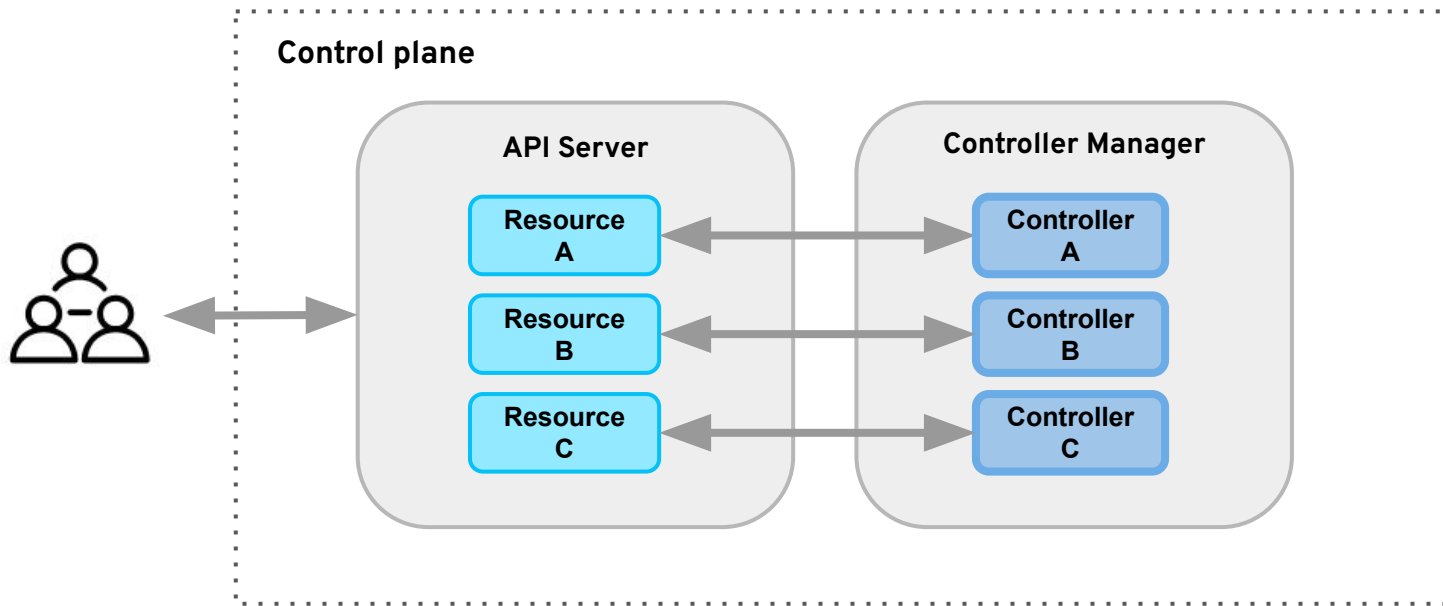 Control plane
API Server
Controller Manager
Resource
A
Controller
A
Resource
B
Controller
B
Resource
C
Controller
C